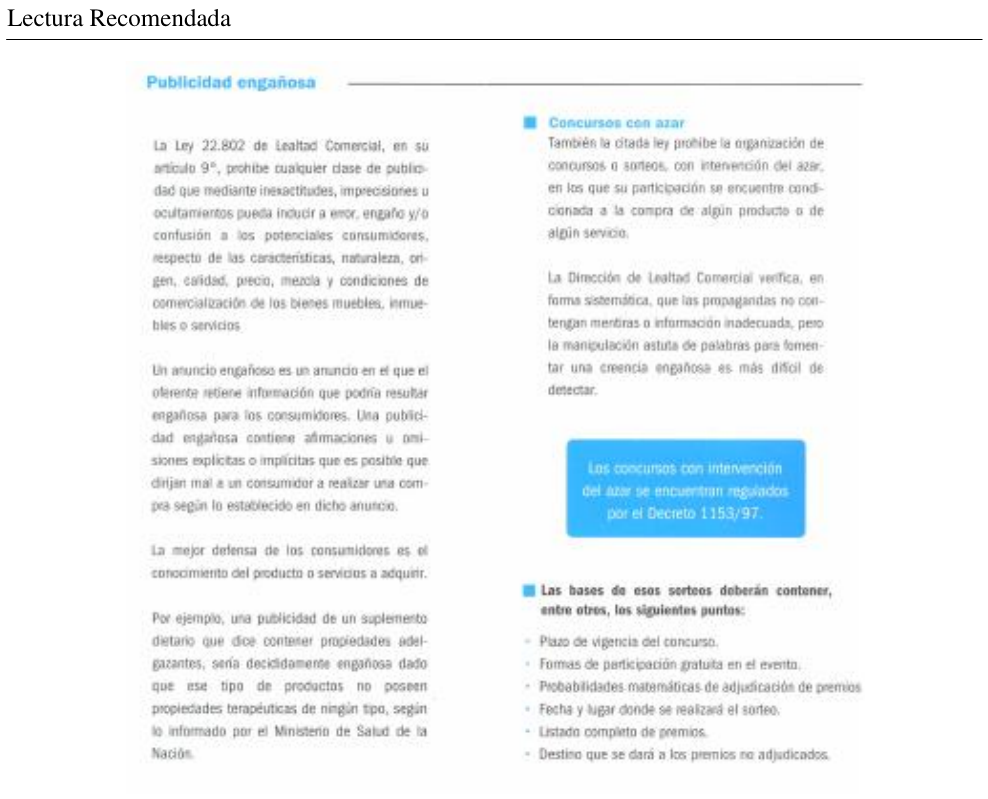 Lectura Recomendada
Publicidad engañosa
La Ley 22.802 de Lealtad Comercial, en su
artículo 9°, prohíbe cualquier clase de publici-
dad que mediante inexactitudes, imprecisiones u
ocultamientos pueda inducir a error, engaño y/o
confusión a los potenciales consumidores,
respecto de las características, naturaleza, ori-
gen, calidad, precio, mezcla y condiciones de
comercialización de los bienes muebles, inmue-
bles o servicios
Un anuncio engañoso es un anuncio en el que el
oferente retiene información que podría resultar
engañosa para los consumidores. Una publici-
dad engañosa contiene afirmaciones u omi-
siones explícitas o implícitas que es posible que
dirijan mal a un consumidor a realizar una com-
pra según lo establecido en dicho anuncio.
La mejor defensa de los consumidores es el
conocimiento del producto o servicios a adquirir.
Por ejemplo, una publicidad de un suplemento
dietario que dice contener propiedades adel-
gazantes, sería decididamente engañosa dado
que ese tipo de productos no poseen
propiedades terapéuticas de ningún tipo, según
lo informado por el Ministerio de Salud de la
Nación.
Concursos con azar
También la citada ley prohíbe la organización de
concursos o sorteos, con intervención del azar,
en los que su participación se encuentre condi-
cionada a la compra de algún producto o de
algún servicio.
La Dirección de Lealtad Comercial verifica, en
forma sistemática, que las propagandas no con-
tengan mentiras o información inadecuada, pero
la manipulación astuta de palabras para fomen-
tar una creencia engañosa es más difícil de
detectar.
Los concursos con intervención
del azar se encuentran regulados
por el Decreto 1153/97.
Las bases de esos sorteos deberán contener,
entre otros, los siguientes puntos:
· Plazo de vigencia del concurso.
· Formas de participación gratuita en el evento.
· Probabilidades matemáticas de adjudicación de premios
· Fecha y lugar donde se realizará el sorteo.
· Listado completo de premios.
· Destino que se dará a los premios no adjudicados.